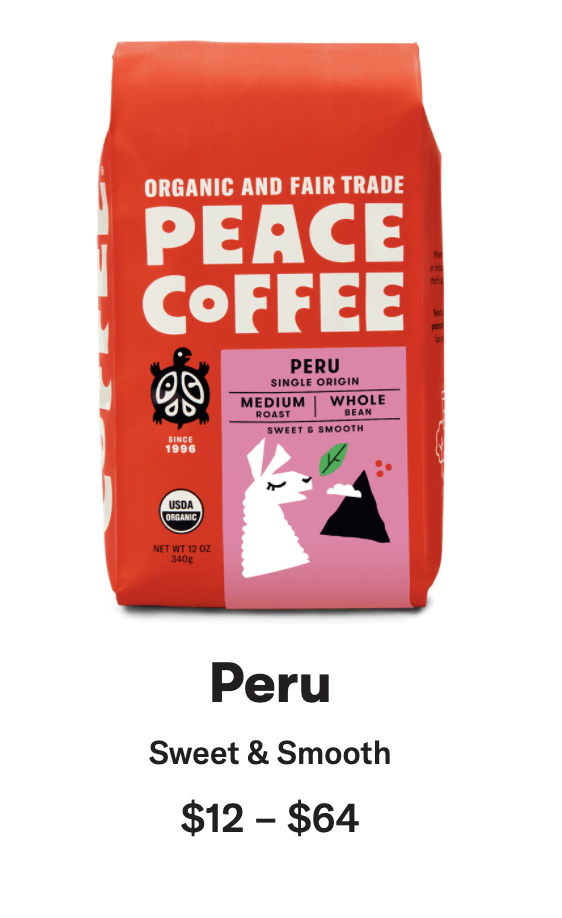 ORGANIC AND FAIR TRADE
PEACE
COFFEE
PERU
SINGLE ORIGIN
MEDIUM
ROAST
WHOLE
BEAN
SWEET & SMOOTH
SINCE
1996
USDA
ORGANIC
NET WT 12 OZ
340g
COFFEE
Peru
Sweet & Smooth
$12 – $64